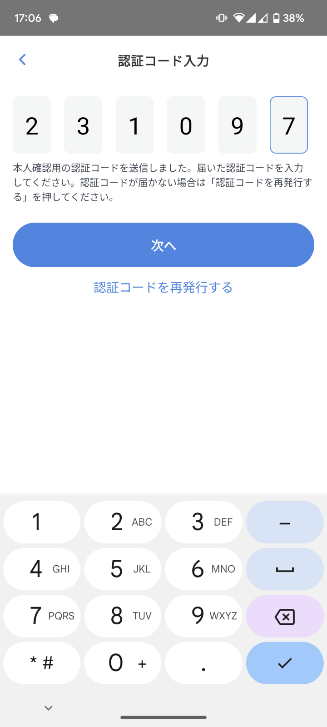 17:06 38%
認証コード入力
2 3 1 0 9 7
本人確認用の認証コードを送信しました。届いた認証コードを入力
してください。認証コードが届かない場合は「認証コードを再発行す
る」を押してください。
次へ
認証コードを再発行する
1 2 ABC 3 DEF −
4 GHI 5 JKL 6 MNO
7 PQRS 8 TUV 9 WXYZ
* # 0 + .